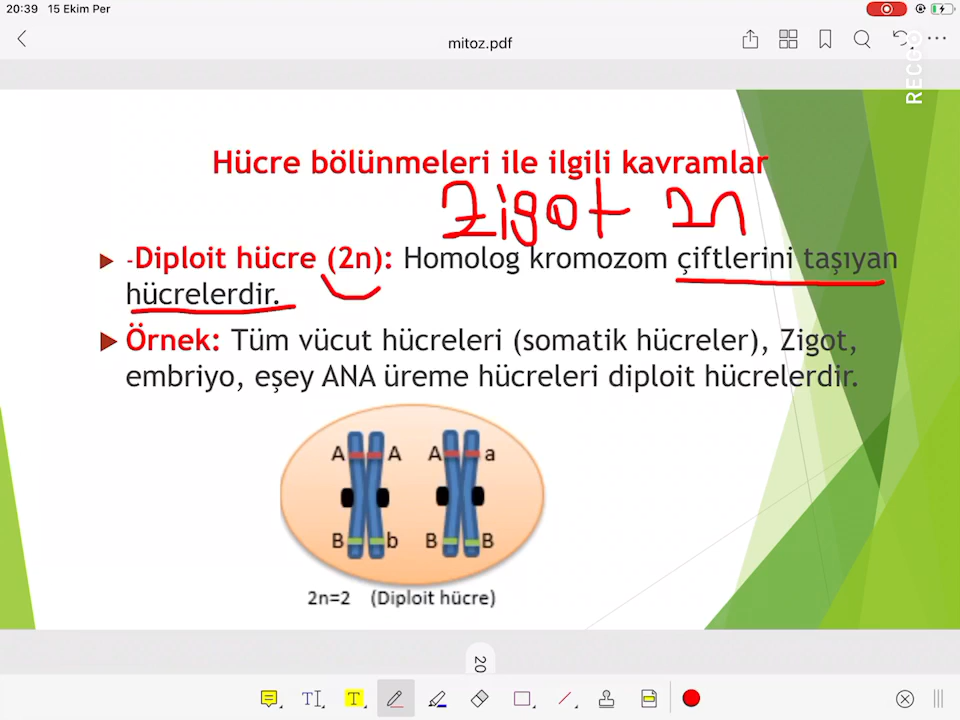 20:39 15 Ekim Per
mitoz.pdf
RECGO
Hücre bölünmeleri ile ilgili kavramlar
Zigot 2n
-Diploit hücre (2n): Homolog kromozom çiftlerini taşıyan
hücrelerdir.
Örnek: Tüm vücut hücreleri (somatik hücreler), Zigot,
embriyo, eşey ANA üreme hücreleri diploit hücrelerdir.
A A A a
B b B B
2n=2 (Diploit hücre)
20
T T